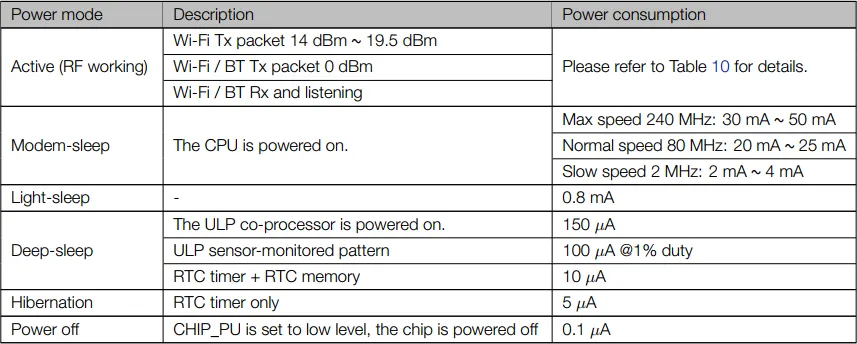 Power mode Description Power consumption
Active (RF working) Wi-Fi Tx packet 14 dBm ~ 19.5 dBm Please refer to Table 10 for details.
Wi-Fi / BT Tx packet 0 dBm
Wi-Fi / BT Rx and listening
Modem-sleep The CPU is powered on. Max speed 240 MHz: 30 mA ~ 50 mA
Normal speed 80 MHz: 20 mA ~ 25 mA
Slow speed 2 MHz: 2 mA ~ 4 mA
Light-sleep - 0.8 mA
Deep-sleep The ULP co-processor is powered on. 150 μA
ULP sensor-monitored pattern 100 μA @1% duty
RTC timer + RTC memory 10 μA
Hibernation RTC timer only 5 μA
Power off CHIP_PU is set to low level, the chip is powered off 0.1 μA